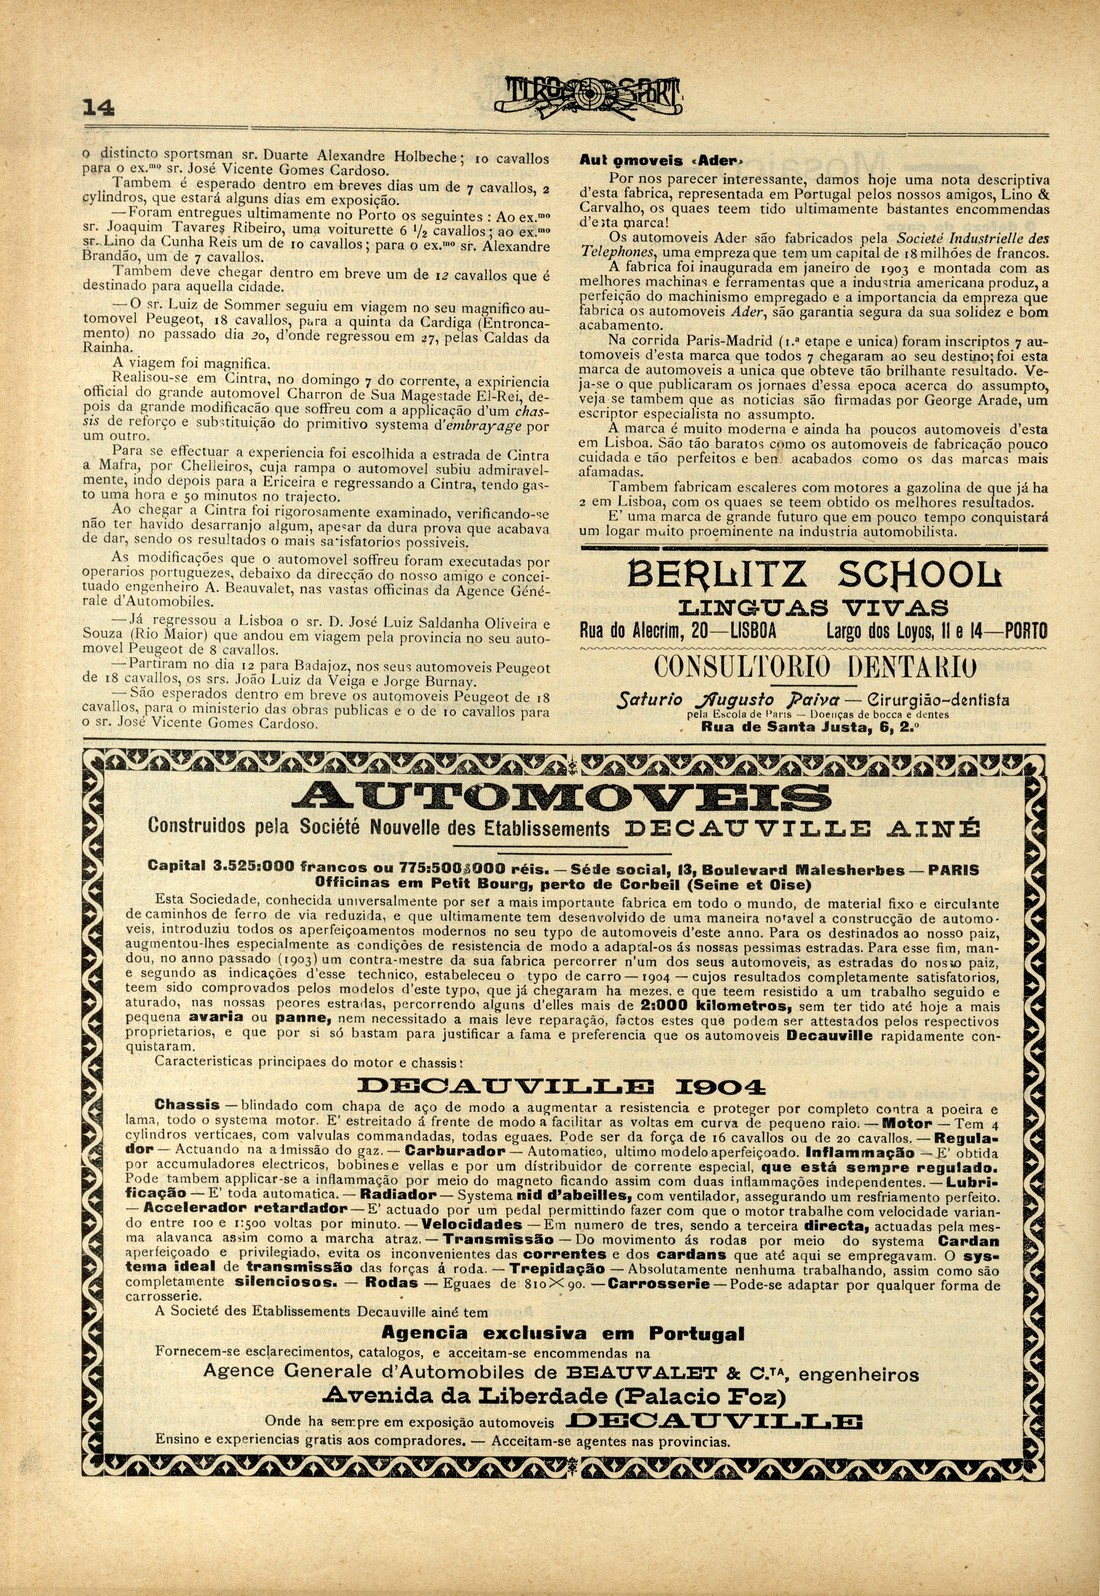 14
TIRO E SPORT
o distincto sportsman sr. Duarte Alexandre Holbeche; 10 cavallos
para o ex.mo sr. José Vicente Gomes Cardoso.
Tambem é esperado dentro em breves dias um de 7 cavallos, 2
cylindros, que estará alguns dias em exposição.
—Foram entregues ultimamente no Porto os seguintes : Ao ex.mo
sr. Joaquim Tavares Ribeiro, uma voiturette 6 1/2 cavallos; ao ex.mo
sr. Lino da Cunha Reis um de 10 cavallos; para o ex.mo sr. Alexandre
Brandão, um de 7 cavallos.
Tambem deve chegar dentro em breve um de 12 cavallos que é
destinado para aquella cidade.
—O sr. Luiz de Sommer seguiu em viagem no seu magnifico au-
tomovel Peugeot, 18 cavallos, para a quinta da Cardiga (Entronca-
mento) no passado dia 20, d'onde regressou em 27, pelas Caldas da
Rainha.
A viagem foi magnifica.
Realisou-se em Cintra, no domingo 7 do corrente, a expiriencia
official do grande automovel Charron de Sua Magestade El-Rei, de-
pois da grande modificacão que soffreu com a applicação d'um chas-
sis de reforço e substituição do primitivo systema d'embrayage por
um outro.
Para se effectuar a experiencia foi escolhida a estrada de Cintra
a Mafra, por Chelleiros, cuja rampa o automovel subiu admiravel-
mente, indo depois para a Ericeira e regressando a Cintra, tendo gas-
to uma hora e 50 minutos no trajecto.
Ao chegar a Cintra foi rigorosamente examinado, verificando-se
não ter havido desarranjo algum, apesar da dura prova que acabava
de dar, sendo os resultados o mais satisfatorios possiveis.
As modificações que o automovel soffreu foram executadas por
operarios portuguezes, debaixo da direcção do nosso amigo e concei-
tuado engenheiro A. Beauvalet, nas vastas officinas da Agence Géné-
rale d'Automobiles.
—Já regressou a Lisboa o sr. D. José Luiz Saldanha Oliveira e
Souza (Rio Maior) que andou em viagem pela provincia no seu auto-
movel Peugeot de 8 cavallos.
—Partiram no dia 12 para Badajoz, nos seus automoveis Peugeot
de 18 cavallos, os srs. João Luiz da Veiga e Jorge Burnay.
—São esperados dentro em breve os automoveis Peugeot de 18
cavallos, para o ministerio das obras publicas e o de 10 cavallos para
o sr. José Vicente Gomes Cardoso.
Automoveis «Ader»
Por nos parecer interessante, damos hoje uma nota descriptiva
d'esta fabrica, representada em Portugal pelos nossos amigos, Lino &
Carvalho, os quaes teem tido ultimamente bastantes encommendas
d'esta marca!
Os automoveis Ader são fabricados pela Societé Industrielle des
Telephones, uma empreza que tem um capital de 18 milhões de francos.
A fabrica foi inaugurada em janeiro de 1903 e montada com as
melhores machinas e ferramentas que a industria americana produz, a
perfeição do machinismo empregado e a importancia da empreza que
fabrica os automoveis Ader, são garantia segura da sua solidez e bom
acabamento.
Na corrida Paris-Madrid (1.ª etape e unica) foram inscriptos 7 au-
tomoveis d'esta marca que todos 7 chegaram ao seu destino; foi esta
marca de automoveis a unica que obteve tão brilhante resultado. Ve-
ja-se o que publicaram os jornaes d'essa epoca acerca do assumpto,
veja se tambem que as noticias são firmadas por George Arade, um
escriptor especialista no assumpto.
A marca é muito moderna e ainda ha poucos automoveis d'esta
em Lisboa. São tão baratos como os automoveis de fabricação pouco
cuidada e tão perfeitos e bem acabados como os das marcas mais
afamadas.
Tambem fabricam escaleres com motores a gazolina de que já ha
2 em Lisboa, com os quaes se teem obtido os melhores resultados.
E' uma marca de grande futuro que em pouco tempo conquistará
um logar muito proeminente na industria automobilista.
BERLITZ SCHOOL
LINGUAS VIVAS
Rua do Alecrim, 20—LISBOA Largo dos Loyos, 11 e 14—PORTO
CONSULTORIO DENTARIO
Saturio Augusto Paiva — Cirurgião-dentista
pela Escola de Paris — Doenças de bocca e dentes
Rua de Santa Justa, 6, 2.º
AUTOMOVEIS
Construidos pela Société Nouvelle des Etablissements DECAUVILLE AINÉ
Capital 3.525:000 francos ou 775:500$000 réis. — Séde social, 13, Boulevard Malesherbes — PARIS
Officinas em Petit Bourg, perto de Corbeil (Seine et Oise)
Esta Sociedade, conhecida universalmente por ser a mais importante fabrica em todo o mundo, de material fixo e circulante
de caminhos de ferro de via reduzida, e que ultimamente tem desenvolvido de uma maneira notavel a construcção de automo-
veis, introduziu todos os aperfeiçoamentos modernos no seu typo de automoveis d'este anno. Para os destinados ao nosso paiz,
augmentou-lhes especialmente as condições de resistencia de modo a adaptal-os ás nossas pessimas estradas. Para esse fim, man-
dou, no anno passado (1903) um contra-mestre da sua fabrica percorrer n'um dos seus automoveis, as estradas do nosso paiz,
e segundo as indicações d'esse technico, estabeleceu o typo de carro — 1904 — cujos resultados completamente satisfatorios,
teem sido comprovados pelos modelos d'este typo, que já chegaram ha mezes, e que teem resistido a um trabalho seguido e
aturado, nas nossas peores estradas, percorrendo alguns d'elles mais de 2:000 kilometros, sem ter tido até hoje a mais
pequena avaria ou panne, nem necessitado a mais leve reparação, factos estes que podem ser attestados pelos respectivos
proprietarios, e que por si só bastam para justificar a fama e preferencia que os automoveis Decauville rapidamente con-
quistaram.
Caracteristicas principaes do motor e chassis:
DECAUVILLE 1904
Chassis — blindado com chapa de aço de modo a augmentar a resistencia e proteger por completo contra a poeira e
lama, todo o systema motor. E' estreitado á frente de modo a facilitar as voltas em curva de pequeno raio. — Motor — Tem 4
cylindros verticaes, com valvulas commandadas, todas eguaes. Pode ser da força de 16 cavallos ou de 20 cavallos. — Regula-
dor — Actuando na admissão do gaz. — Carburador — Automatico, ultimo modelo aperfeiçoado. Inflammação — E' obtida
por accumuladores electricos, bobines e vellas e por um distribuidor de corrente especial, que está sempre regulado.
Pode tambem applicar-se a inflammação por meio do magneto ficando assim com duas inflammações independentes. — Lubri-
ficação — E' toda automatica. — Radiador — Systema nid d'abeilles, com ventilador, assegurando um resfriamento perfeito.
— Accelerador retardador — E' actuado por um pedal permittindo fazer com que o motor trabalhe com velocidade varian-
do entre 100 e 1:500 voltas por minuto. — Velocidades — Em numero de tres, sendo a terceira directa, actuadas pela mes-
ma alavanca assim como a marcha atraz. — Transmissão — Do movimento ás rodas por meio do systema Cardan
aperfeiçoado e privilegiado, evita os inconvenientes das correntes e dos cardans que até aqui se empregavam. O sys-
tema ideal de transmissão das forças á roda. — Trepidação — Absolutamente nenhuma trabalhando, assim como são
completamente silenciosos. — Rodas — Eguaes de 810×90. — Carrosserie — Pode-se adaptar por qualquer forma de
carrosserie.
A Societé des Etablissements Decauville ainé tem
Agencia exclusiva em Portugal
Fornecem-se esclarecimentos, catalogos, e acceitam-se encommendas na
Agence Generale d'Automobiles de BEAUVALET & C.TA, engenheiros
Avenida da Liberdade (Palacio Foz)
Onde ha sempre em exposição automoveis DECAUVILLE
Ensino e experiencias gratis aos compradores. — Acceitam-se agentes nas provincias.